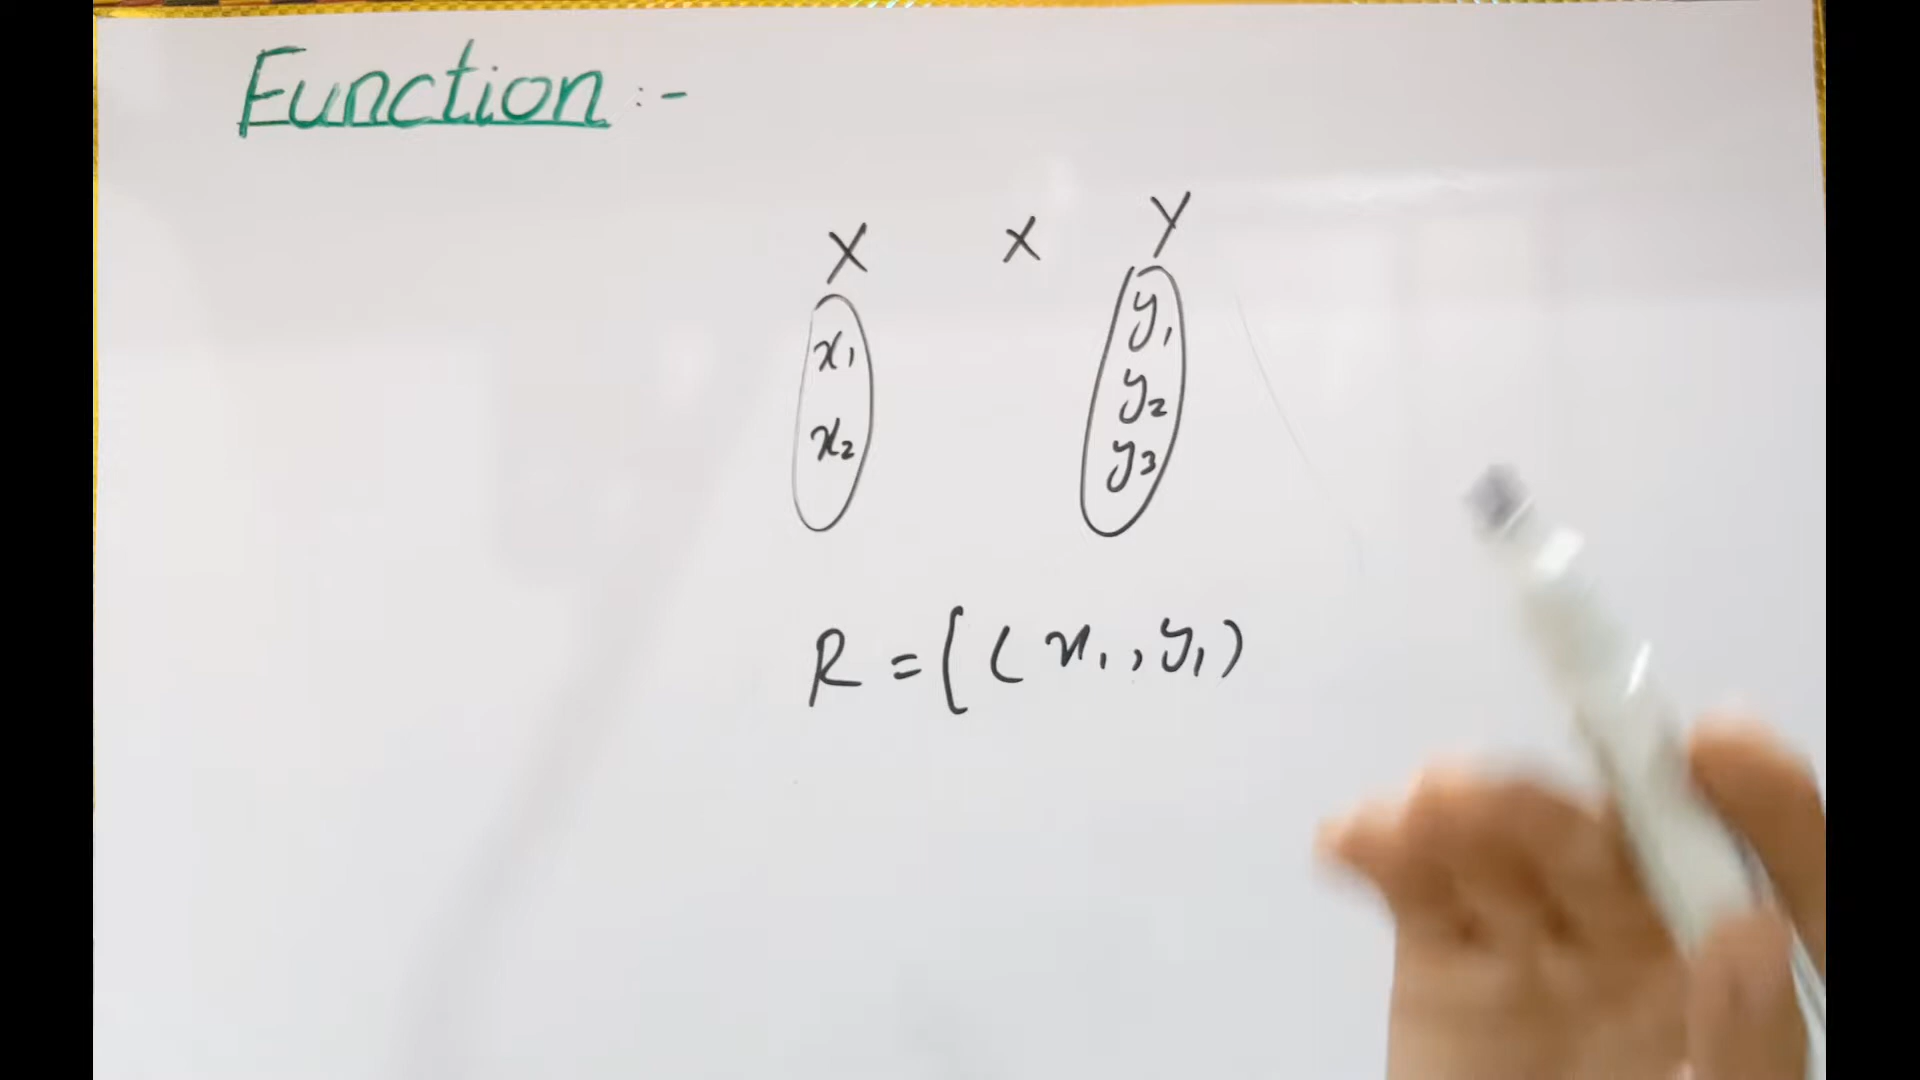 Function :-
X × Y
x₁ y₁
x₂ y₂
y₃
R = { ( x₁ , y₁ )